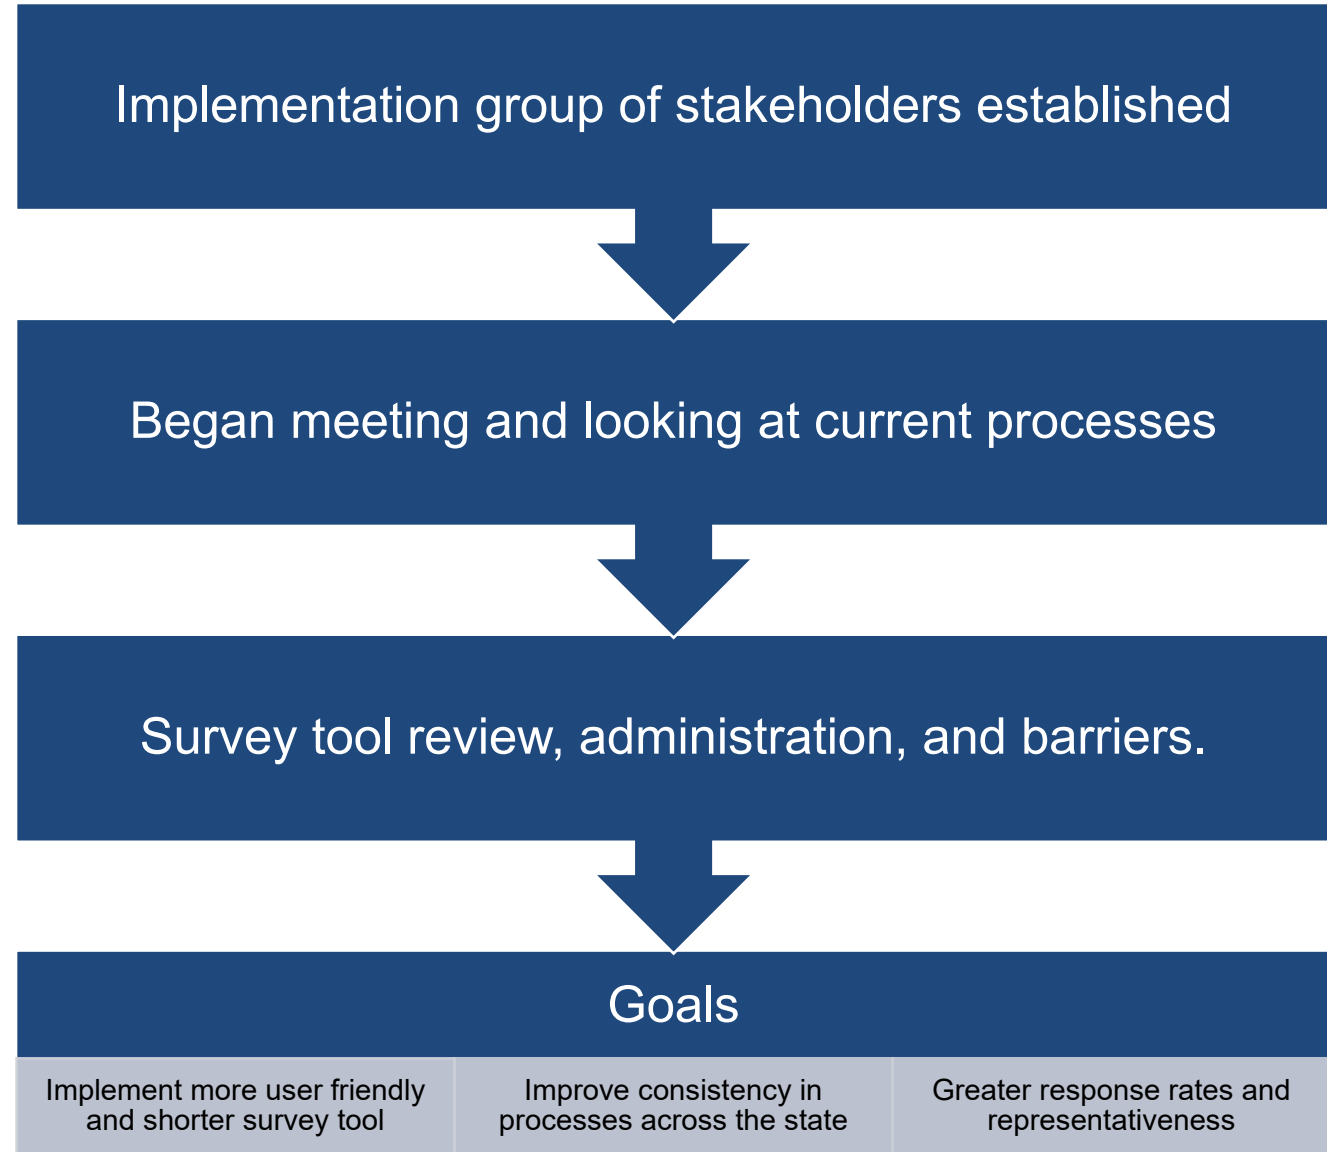 Implementation group of stakeholders established
Began meeting and looking at current processes
Survey tool review, administration, and barriers.
Goals
Implement more user friendly
and shorter survey tool
Improve consistency in
processes across the state
Greater response rates and
representativeness